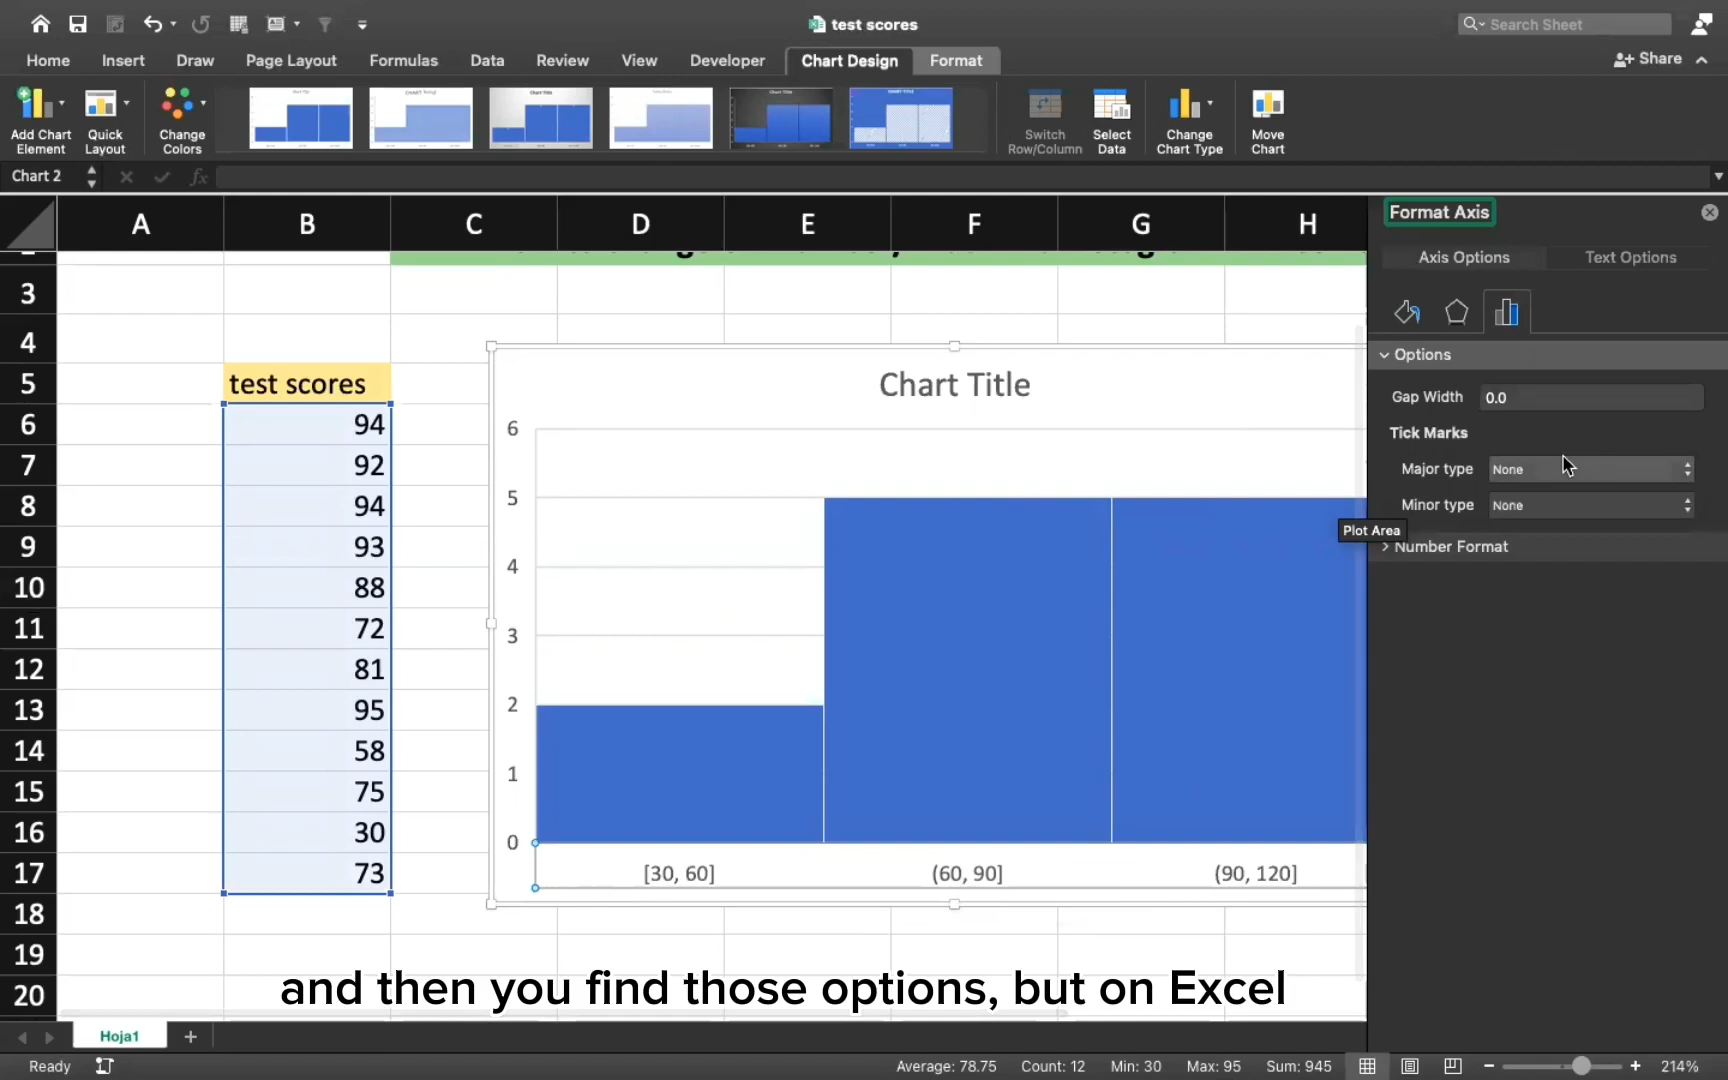 test scores
Search Sheet
Home Insert Draw Page Layout Formulas Data Review View Developer Chart Design Format
Share
Add Chart Element
Quick Layout
Change Colors
Switch Row/Column
Select Data
Change Chart Type
Move Chart
Chart 2
fx
A B C D E F G H
3
4
5 test scores
6 94
7 92
8 94
9 93
10 88
11 72
12 81
13 95
14 58
15 75
16 30
17 73
18
19
20
Chart Title
6
5
4
3
2
1
0
[30, 60] (60, 90] (90, 120]
Plot Area
Format Axis
Axis Options Text Options
Options
Gap Width 0.0
Tick Marks
Major type None
Minor type None
Number Format
and then you find those options, but on Excel
Hoja1
Ready
Average: 78.75 Count: 12 Min: 30 Max: 95 Sum: 945
214%